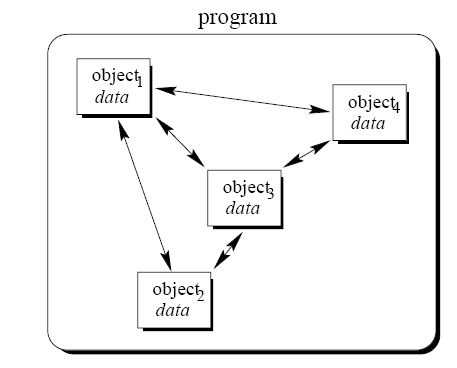 program
object1
data
object4
data
object3
data
object2
data